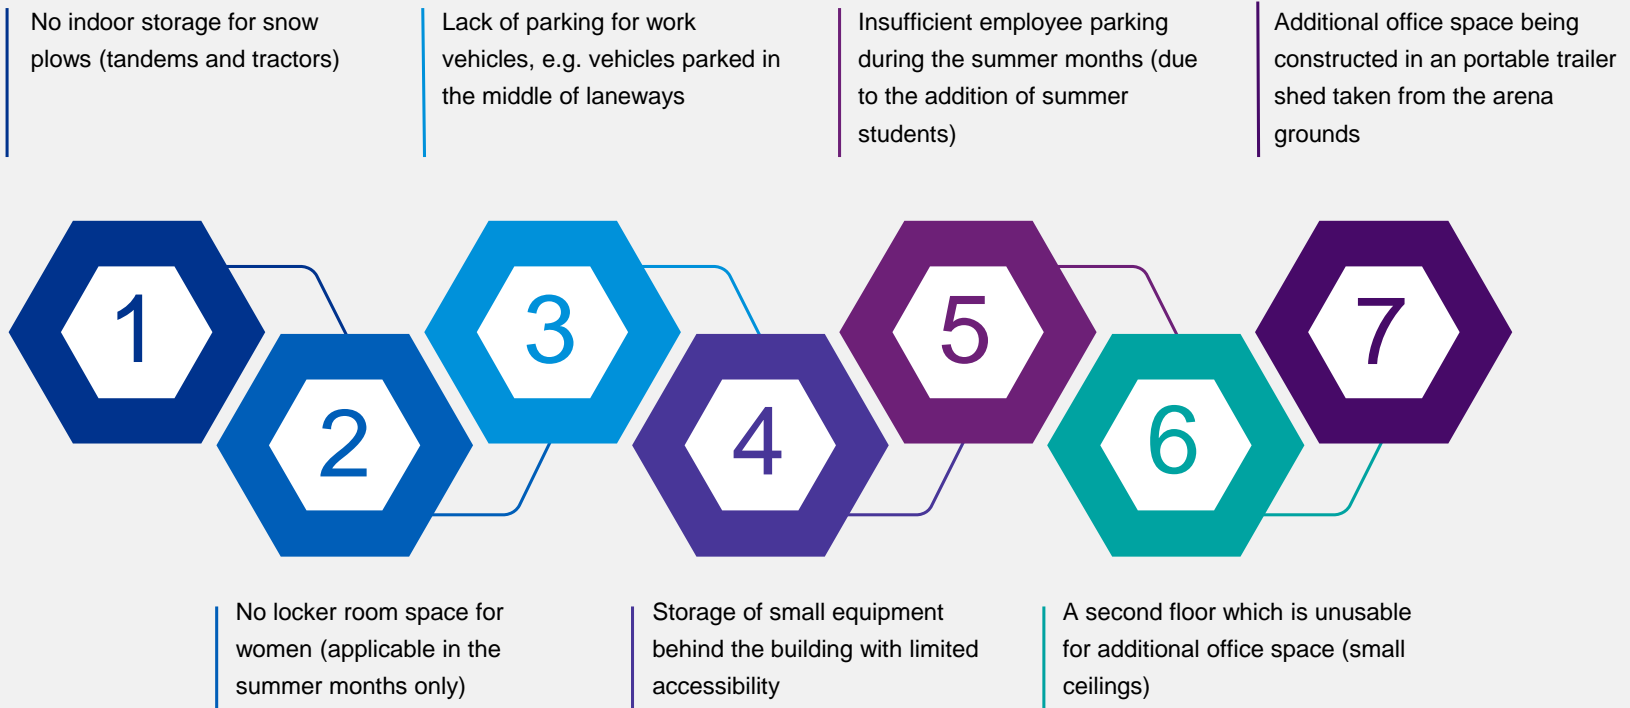 No indoor storage for snow
plows (tandems and tractors)
Lack of parking for work
vehicles, e.g. vehicles parked in
the middle of laneways
Insufficient employee parking
during the summer months (due
to the addition of summer
students)
Additional office space being
constructed in an portable trailer
shed taken from the arena
grounds
1
2
3
4
5
6
7
No locker room space for
women (applicable in the
summer months only)
Storage of small equipment
behind the building with limited
accessibility
A second floor which is unusable
for additional office space (small
ceilings)